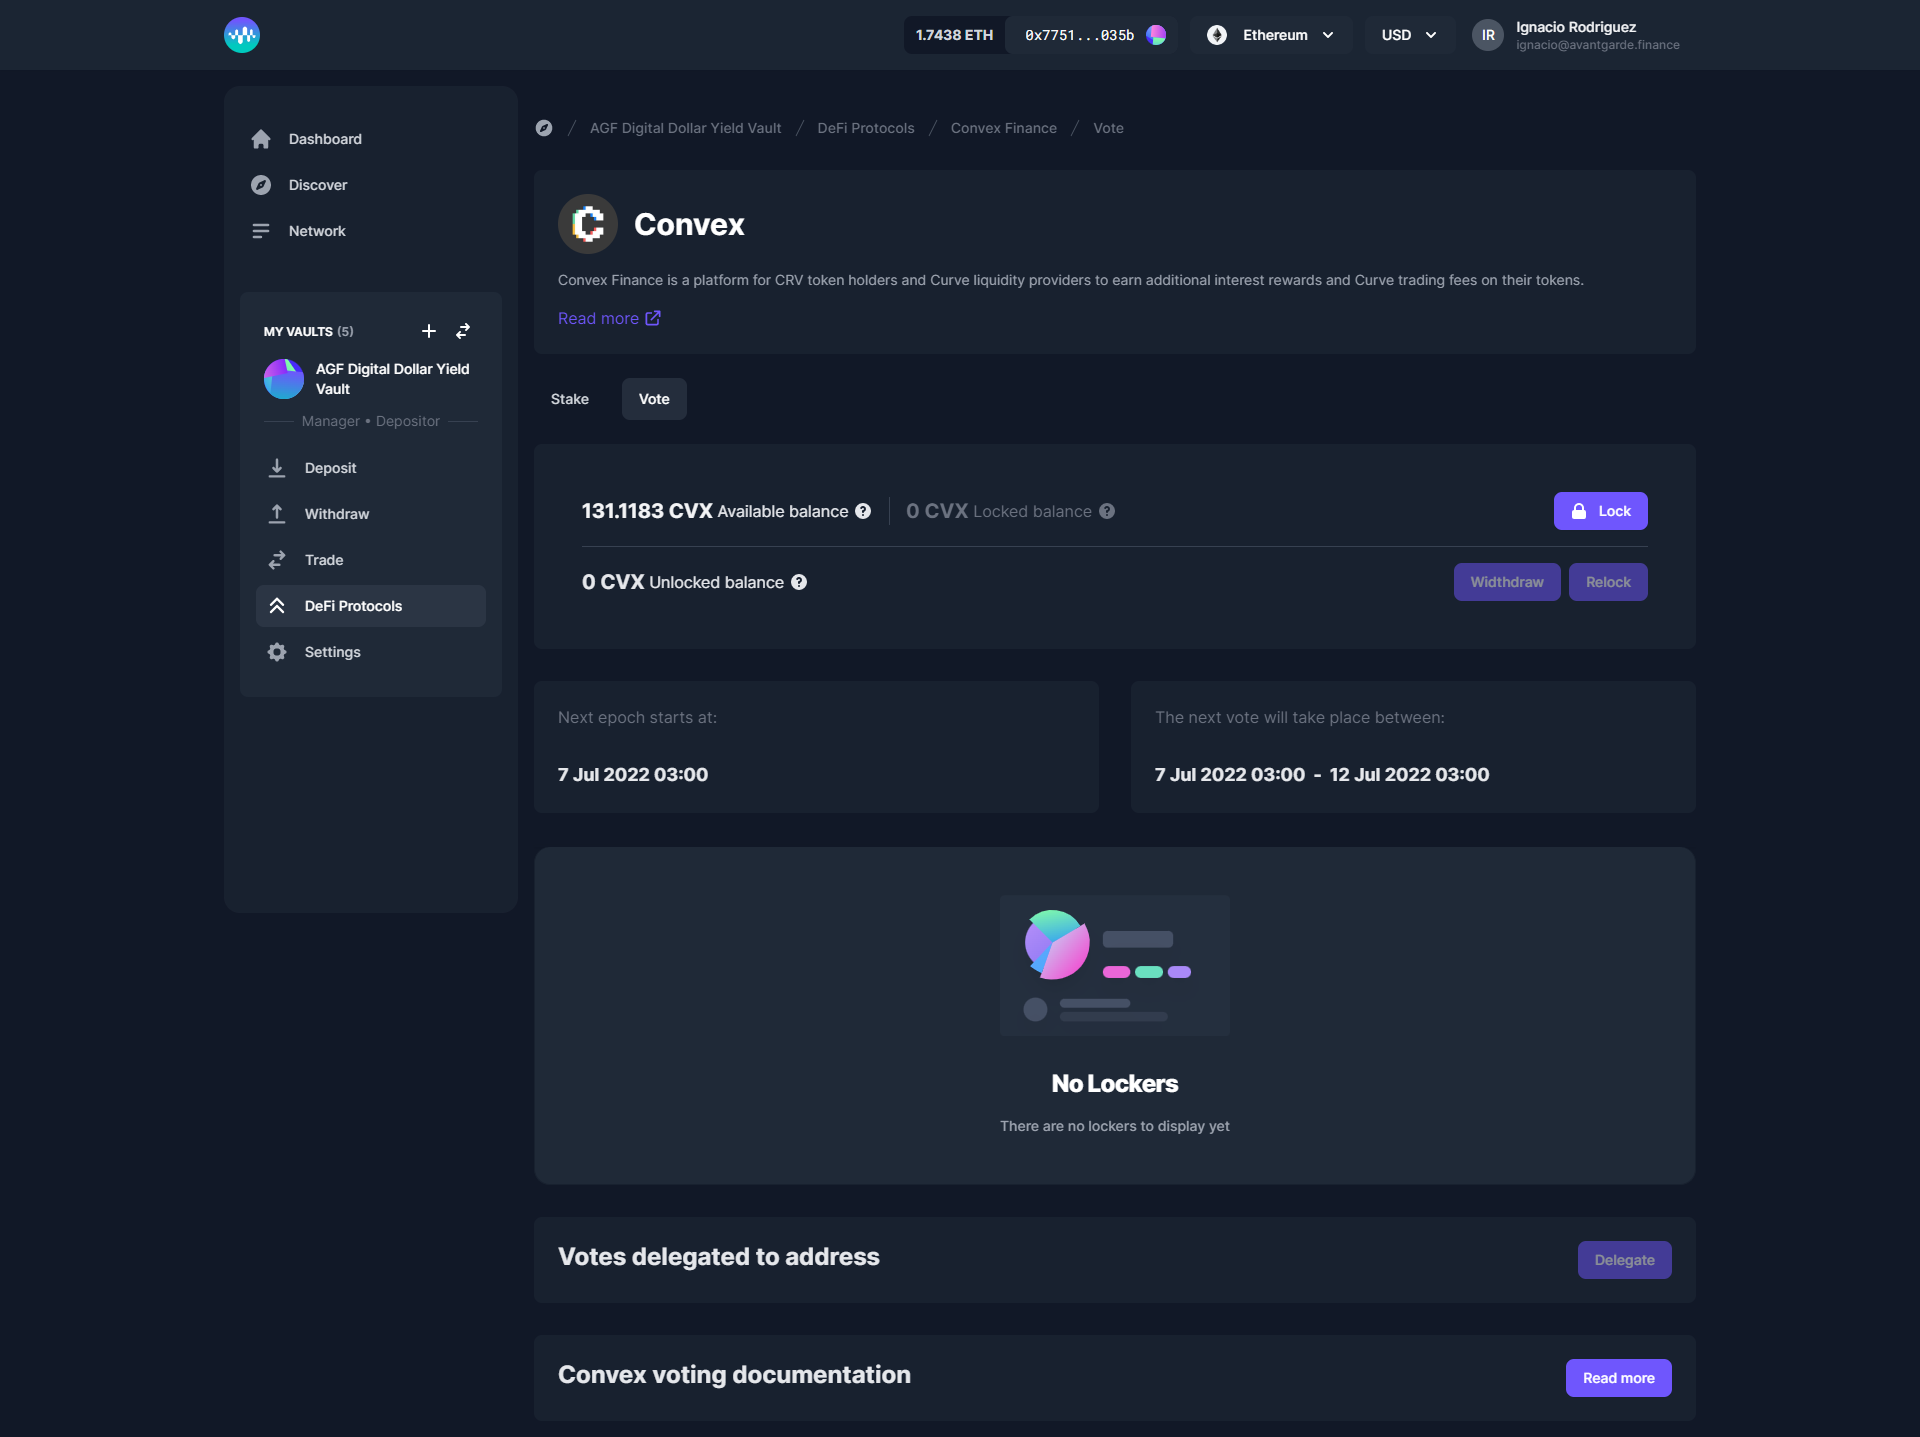 1.7438 ETH
0x7751...035b
Ethereum
USD
IR
Ignacio Rodriguez
ignacio@avantgarde.finance
Dashboard
Discover
Network
MY VAULTS (5)
AGF Digital Dollar Yield
Vault
Manager • Depositor
Deposit
Withdraw
Trade
DeFi Protocols
Settings
/ AGF Digital Dollar Yield Vault / DeFi Protocols / Convex Finance / Vote
Convex
Convex Finance is a platform for CRV token holders and Curve liquidity providers to earn additional interest rewards and Curve trading fees on their tokens.
Read more
Stake
Vote
131.1183 CVX Available balance ?
0 CVX Locked balance ?
Lock
0 CVX Unlocked balance ?
Widthdraw
Relock
Next epoch starts at:
7 Jul 2022 03:00
The next vote will take place between:
7 Jul 2022 03:00 - 12 Jul 2022 03:00
No Lockers
There are no lockers to display yet
Votes delegated to address
Delegate
Convex voting documentation
Read more